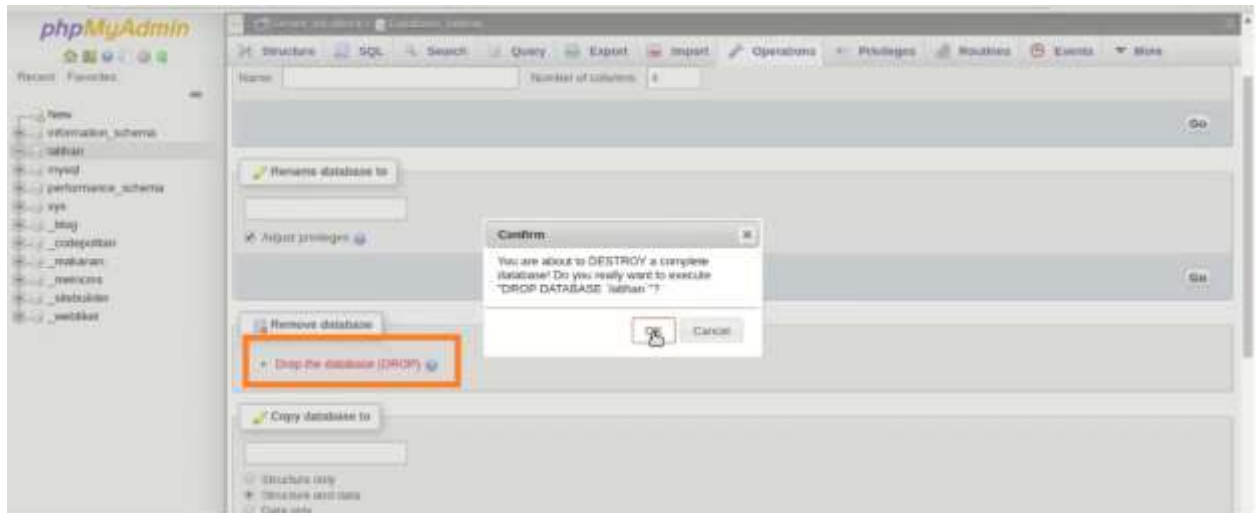 phpMyAdmin
Recent Favorites
New
information_schema
latihan
mysql
performance_schema
sys
_blog
_codepolitan
_makanan
_metrocms
_sitebuilder
Structure SQL Search Query Export Import Operations Privileges Routines Events More
Name: Number of columns: 4
Go
Rename database to
Adjust privileges
Go
Confirm
You are about to DESTROY a complete
database! Do you really want to execute
"DROP DATABASE `latihan`"?
OK Cancel
Remove database
Drop the database (DROP)
Copy database to
Structure only
Structure and data
Data only